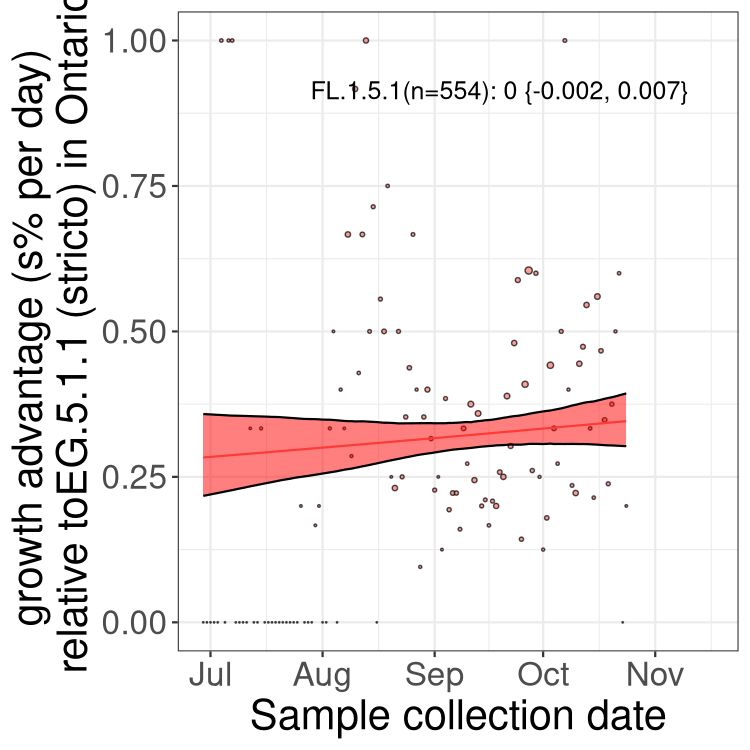 growth advantage (s% per day)
relative toEG.5.1.1 (stricto) in Ontario
1.00
0.75
0.50
0.25
0.00
FL.1.5.1(n=554): 0 {-0.002, 0.007}
Jul Aug Sep Oct Nov
Sample collection date